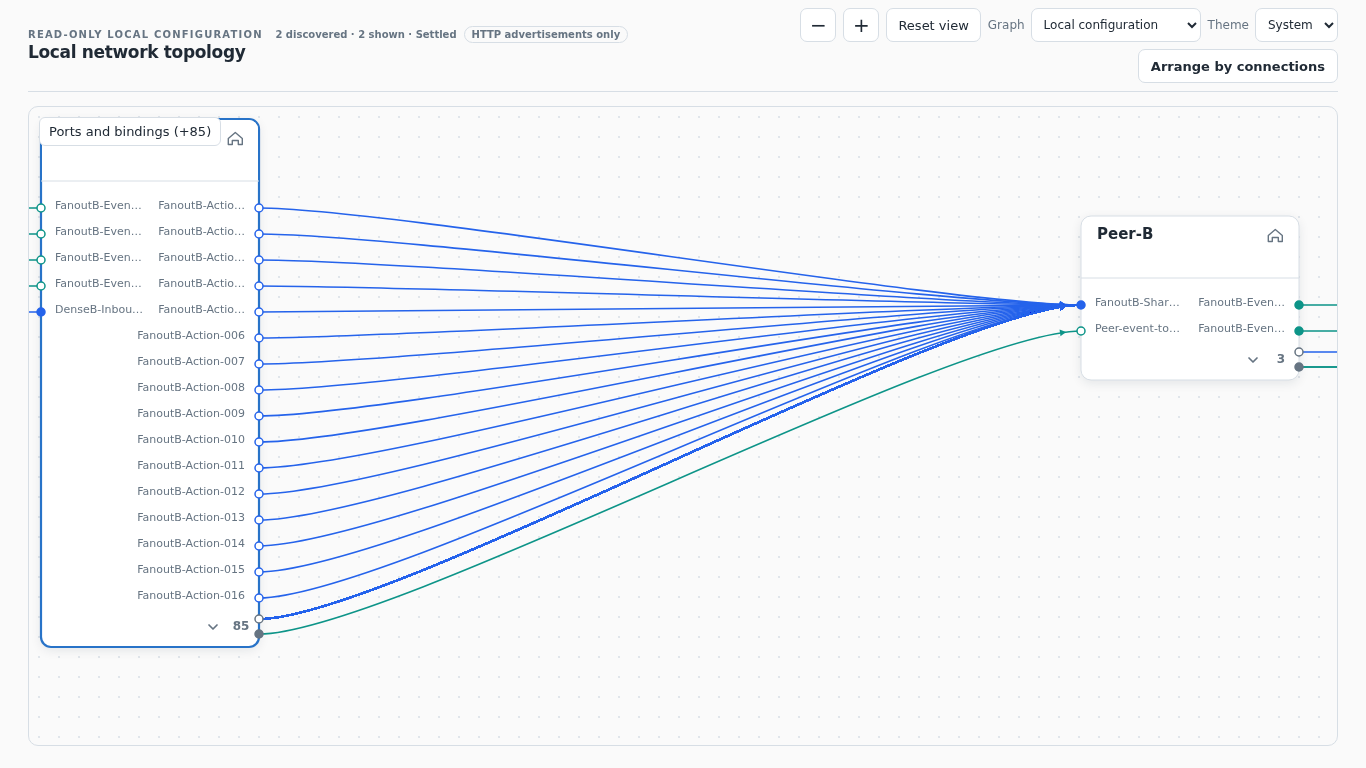 READ-ONLY LOCAL CONFIGURATION 2 discovered · 2 shown · Settled HTTP advertisements only
Local network topology
− + Reset view Graph Local configuration Theme System
Arrange by connections
Ports and bindings (+85)
FanoutB-Even… FanoutB-Actio…
FanoutB-Even… FanoutB-Actio…
FanoutB-Even… FanoutB-Actio…
FanoutB-Even… FanoutB-Actio…
DenseB-Inbou… FanoutB-Actio…
FanoutB-Action-006
FanoutB-Action-007
FanoutB-Action-008
FanoutB-Action-009
FanoutB-Action-010
FanoutB-Action-011
FanoutB-Action-012
FanoutB-Action-013
FanoutB-Action-014
FanoutB-Action-015
FanoutB-Action-016
85
Peer-B
FanoutB-Shar… FanoutB-Even…
Peer-event-to… FanoutB-Even…
3